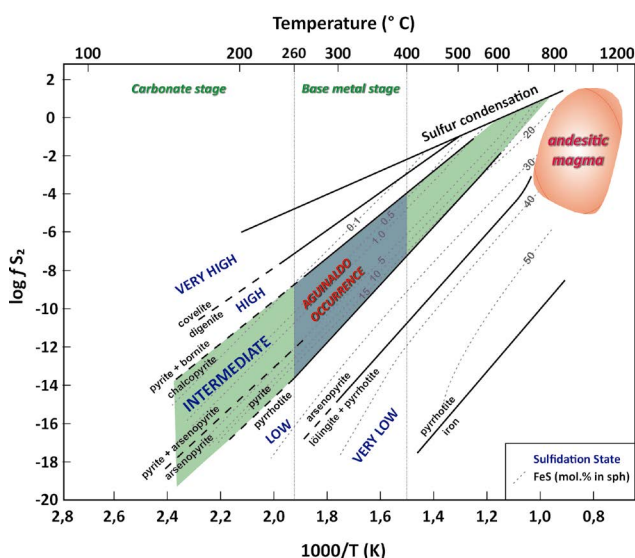 Temperature (° C)
100 200 260 300 400 500 600 800 1200
Carbonate stage Base metal stage
Sulfur condensation
andesitic
magma
log f S₂
2
0
-2
-4
-6
-8
-10
-12
-14
-16
-18
-20
0.1
0.5
1.0
5
10
15
20
30
40
50
VERY HIGH
covelite
digenite
HIGH
pyrite + bornite
chalcopyrite
INTERMEDIATE
AGUINALDO
OCCURRENCE
pyrite + arsenopyrite
arsenopyrite
pyrite
pyrrhotite
LOW
arsenopyrite
lölingite + pyrrhotite
VERY LOW
pyrrhotite
iron
Sulfidation State
FeS (mol.% in sph)
2,8 2,6 2,4 2,2 2,0 1,8 1,6 1,4 1,2 1,0 0,8
1000/T (K)